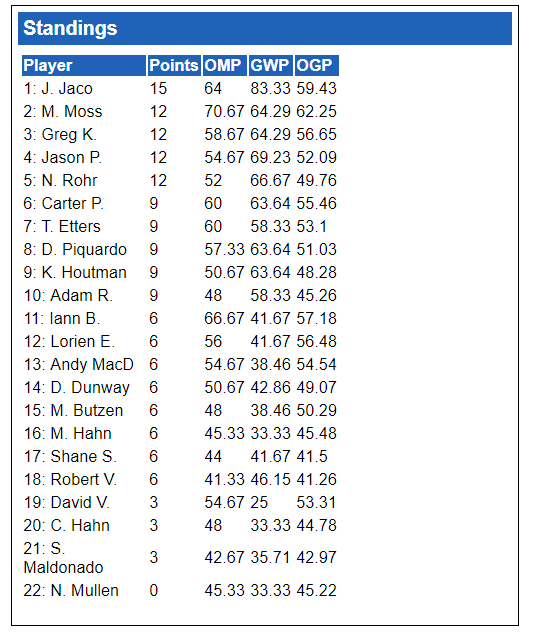 Standings
Player Points OMP GWP OGP
1: J. Jaco 15 64 83.33 59.43
2: M. Moss 12 70.67 64.29 62.25
3: Greg K. 12 58.67 64.29 56.65
4: Jason P. 12 54.67 69.23 52.09
5: N. Rohr 12 52 66.67 49.76
6: Carter P. 9 60 63.64 55.46
7: T. Etters 9 60 58.33 53.1
8: D. Piquardo 9 57.33 63.64 51.03
9: K. Houtman 9 50.67 63.64 48.28
10: Adam R. 9 48 58.33 45.26
11: Iann B. 6 66.67 41.67 57.18
12: Lorien E. 6 56 41.67 56.48
13: Andy MacD 6 54.67 38.46 54.54
14: D. Dunway 6 50.67 42.86 49.07
15: M. Butzen 6 48 38.46 50.29
16: M. Hahn 6 45.33 33.33 45.48
17: Shane S. 6 44 41.67 41.5
18: Robert V. 6 41.33 46.15 41.26
19: David V. 3 54.67 25 53.31
20: C. Hahn 3 48 33.33 44.78
21: S.
Maldonado 3 42.67 35.71 42.97
22: N. Mullen 0 45.33 33.33 45.22